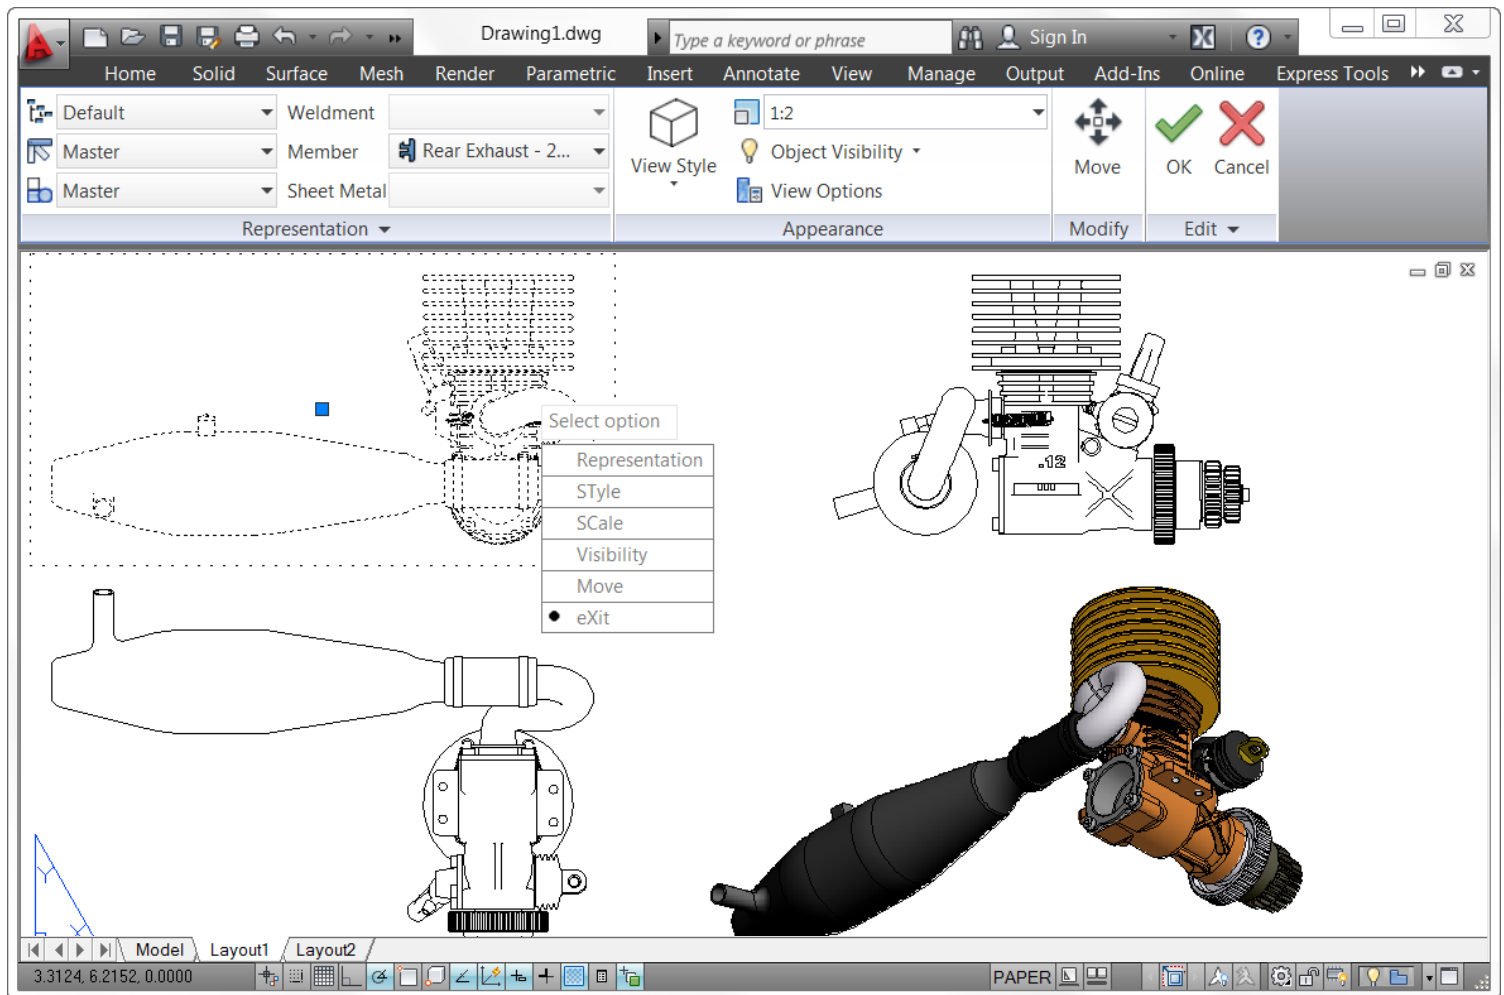 Drawing1.dwg
Type a keyword or phrase
Sign In
Home Solid Surface Mesh Render Parametric Insert Annotate View Manage Output Add-Ins Online Express Tools
Default Weldment
Master Member Rear Exhaust - 2...
Master Sheet Metal
Representation
View Style
1:2
Object Visibility
View Options
Appearance
Move
Modify
OK Cancel
Edit
Select option
Representation
STyle
SCale
Visibility
Move
eXit
.12
Y
X
Model Layout1 Layout2
3.3124, 6.2152, 0.0000
PAPER